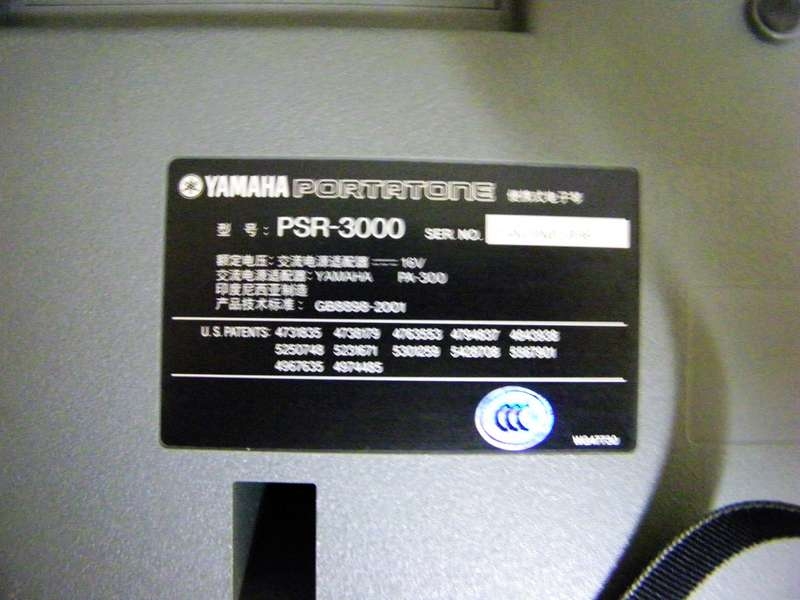 YAMAHA PORTATONE 便携式电子琴
型 号: PSR-3000 SER. NO.
额定电压: 交流电源适配器 16V
交流电源适配器: YAMAHA PA-300
印度尼西亚制造
产品技术标准: GB8898-2001
U.S. PATENTS: 4731835 4738179 4763553 4794837 4843938
5250748 5231671 5301259 5428708 5567901
4967635 4974485
CCC